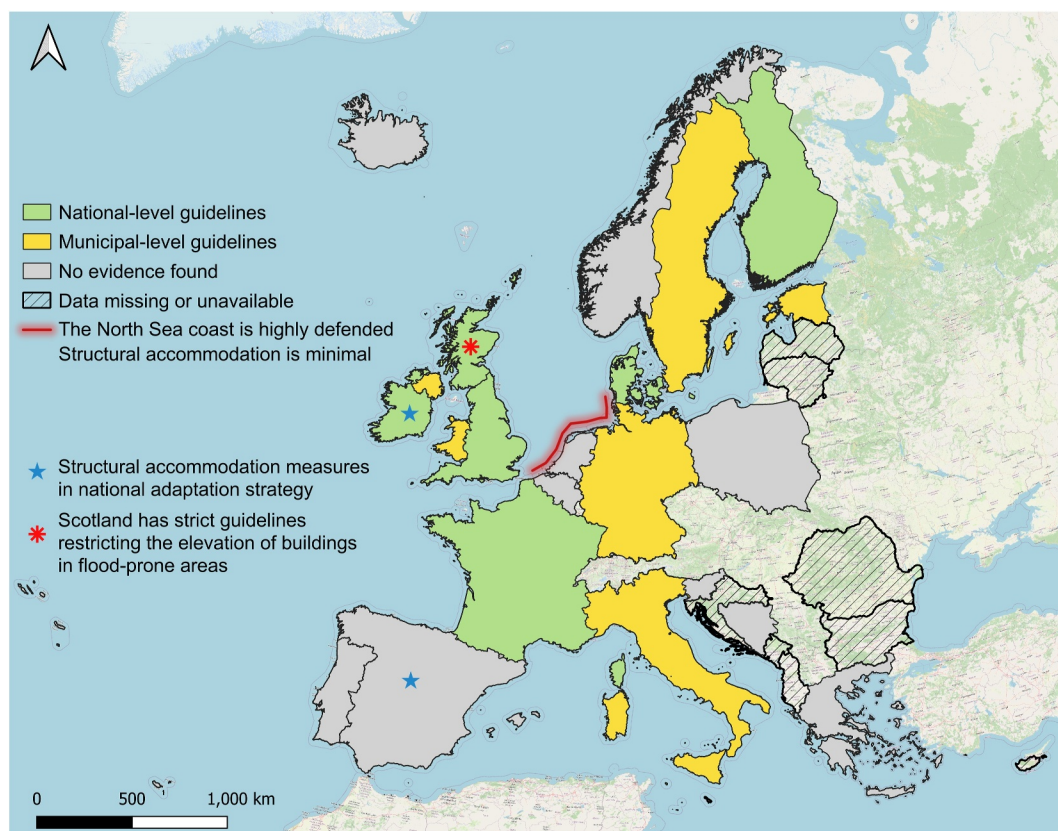 National-level guidelines
Municipal-level guidelines
No evidence found
Data missing or unavailable
The North Sea coast is highly defended
Structural accommodation is minimal
Structural accommodation measures
in national adaptation strategy
Scotland has strict guidelines
restricting the elevation of buildings
in flood-prone areas
0 500 1,000 km